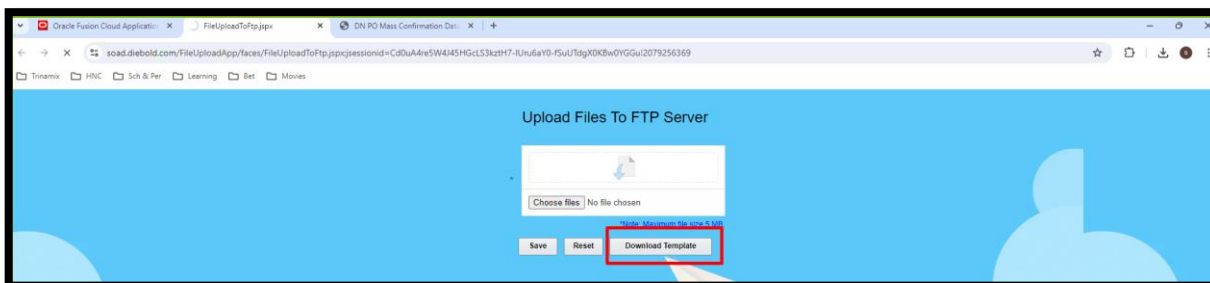 Oracle Fusion Cloud Application
FileUploadToFtp.jspx
DN PO Mass Confirmation Dat
soad.diebold.com/FileUploadApp/faces/FileUploadToFtp.jspx;jsessionid=Cd0uA4re5W4J45HGcLS3kztH7-IUru6aY0-fSuUTdgX0KBw0YGGu!2079256369
Trinamix HNC Sch & Per Learning Bet Movies
Upload Files To FTP Server
*
Choose files No file chosen
*Note: Maximum file size 5 MB
Save Reset Download Template